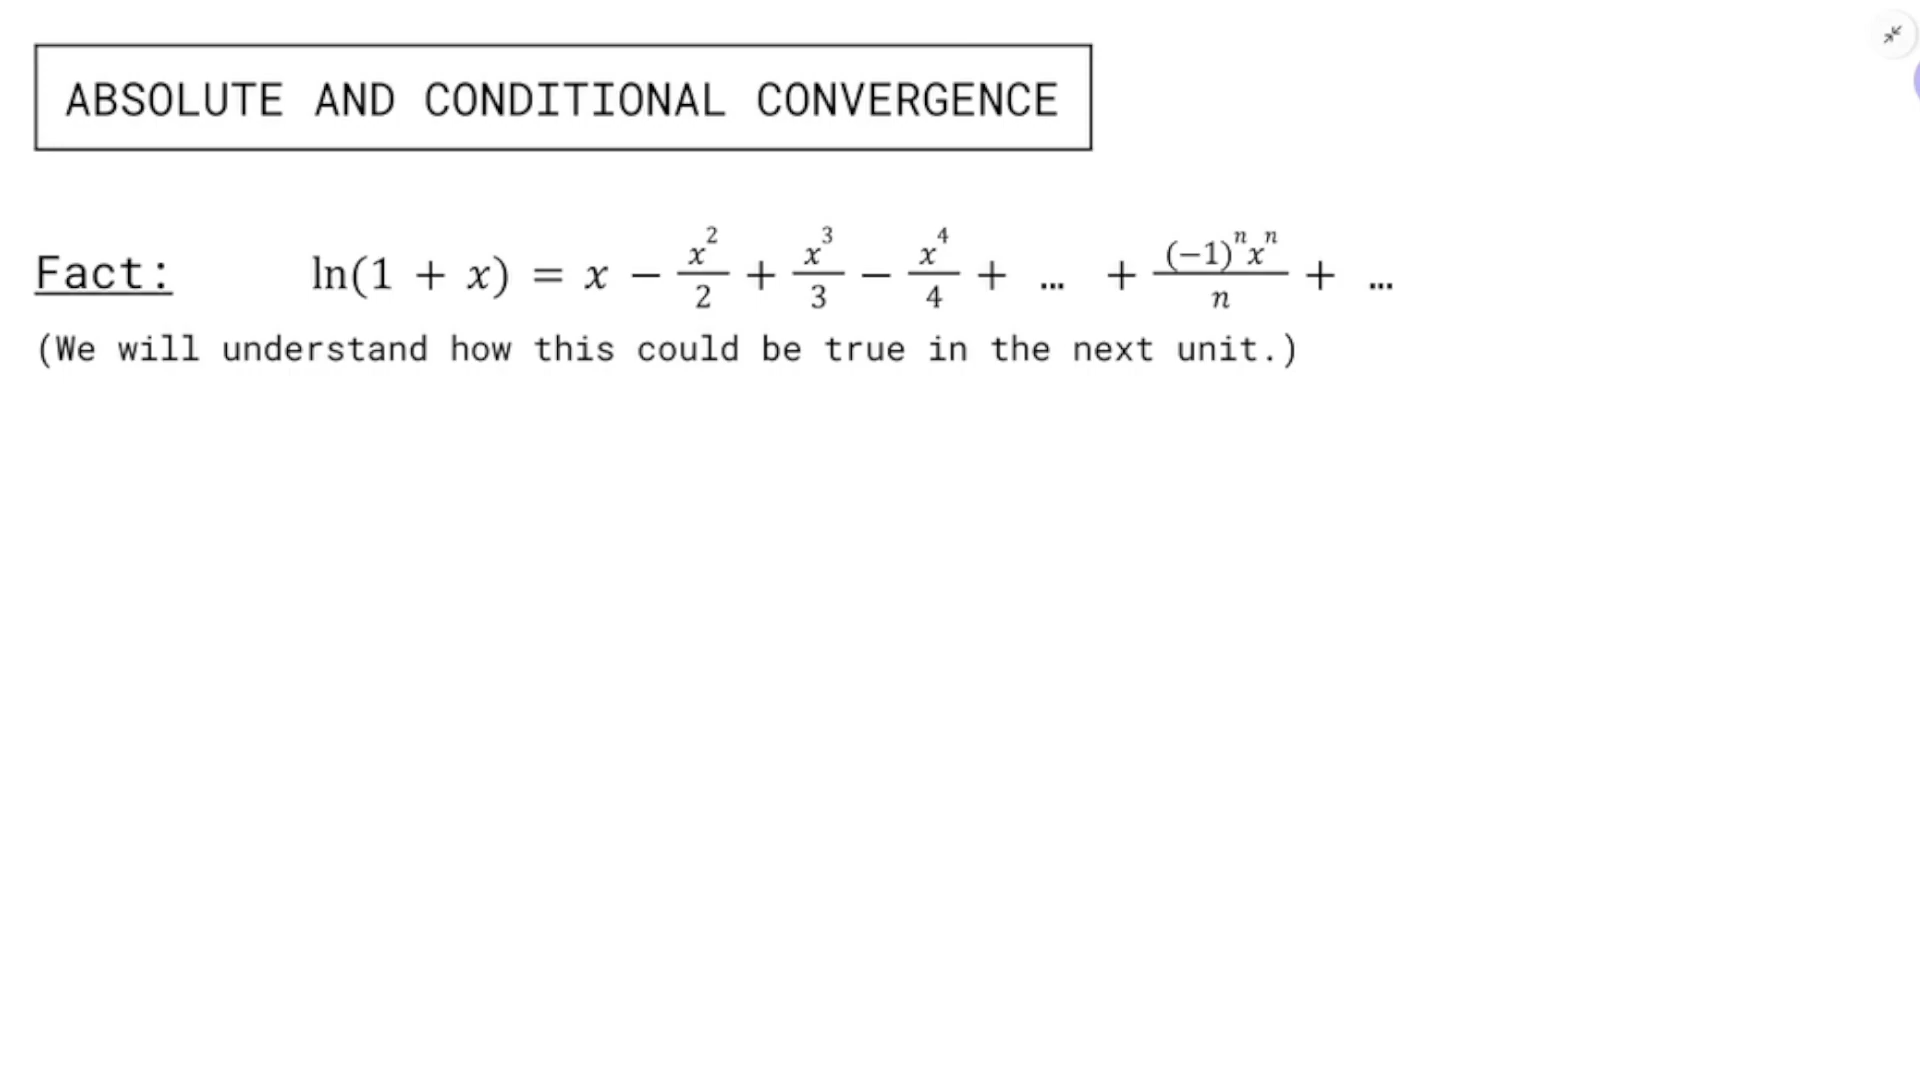 ABSOLUTE AND CONDITIONAL CONVERGENCE
Fact: ln(1 + x) = x − x²/2 + x³/3 − x⁴/4 + … + (−1)ⁿxⁿ/n + …
(We will understand how this could be true in the next unit.)